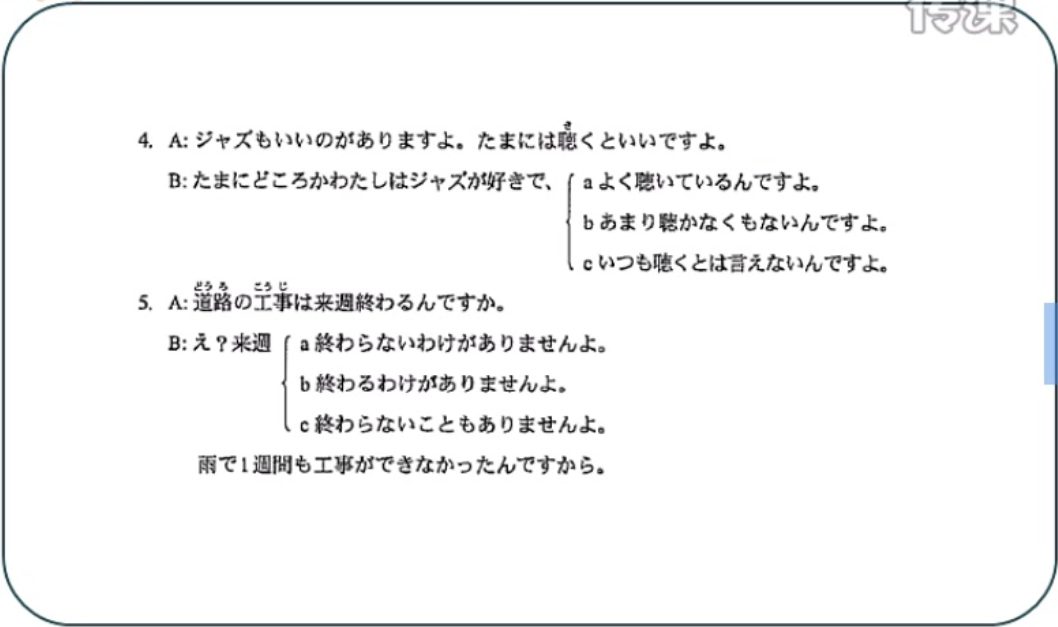 传课
4. A: ジャズもいいのがありますよ。たまには聴くといいですよ。
B: たまにどころかわたしはジャズが好きで、
a よく聴いているんですよ。
b あまり聴かなくもないんですよ。
c いつも聴くとは言えないんですよ。
5. A: 道路の工事は来週終わるんですか。
B: え？来週
a 終わらないわけがありませんよ。
b 終わるわけがありませんよ。
c 終わらないこともありませんよ。
雨で1週間も工事ができなかったんですから。